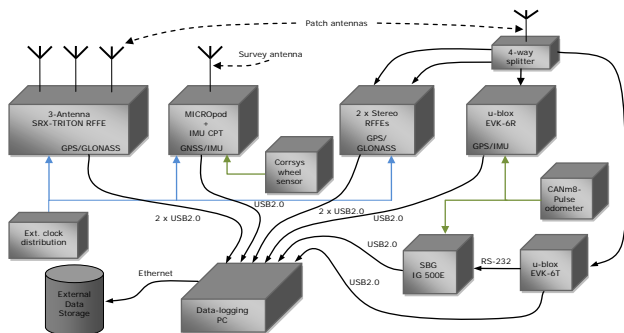 Patch antennas
Survey antenna
4-way
splitter
3-Antenna
SRX-TRITON RFFE
GPS/GLONASS
MICROpod
+
IMU CPT
GNSS/IMU
2 x Stereo
RFFEs
GPS/
GLONASS
u-blox
EVK-6R
GPS/IMU
Corrsys
wheel
sensor
CANm8-
Pulse
odometer
Ext. clock
distribution
2 x USB2.0
USB2.0
2 x USB2.0
USB2.0
USB2.0
SBG
IG 500E
RS-232
u-blox
EVK-6T
USB2.0
Ethernet
External
Data
Storage
Data-logging
PC